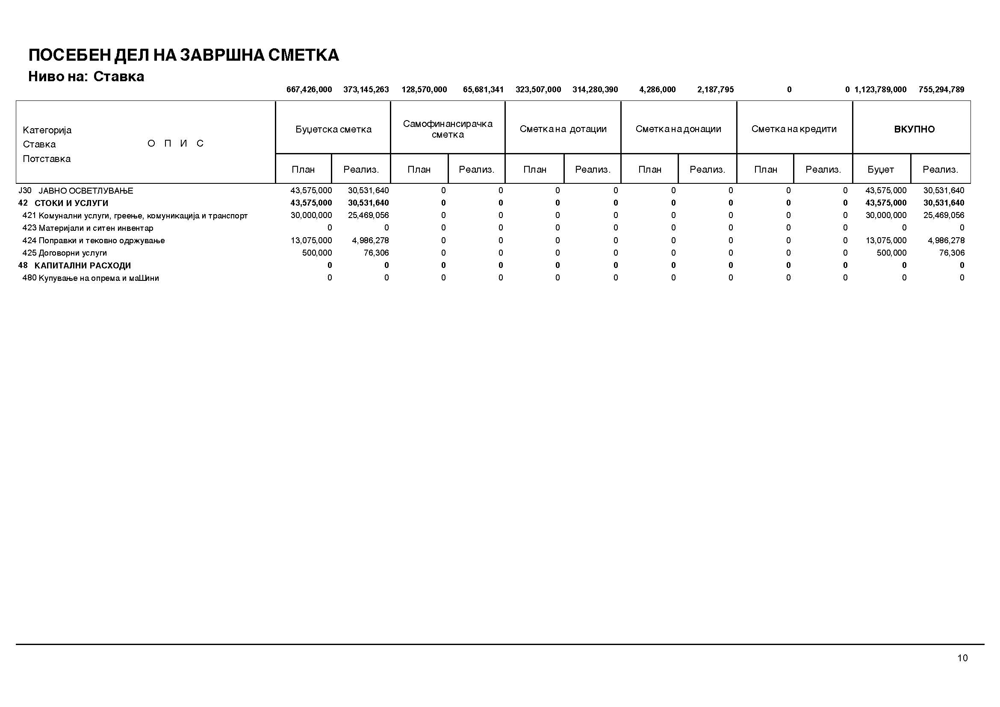 ПОСЕБЕН ДЕЛ НА ЗАВРШНА СМЕТКА
Ниво на: Ставка
667,426,000 373,145,263 128,570,000 65,681,341 323,507,000 314,280,390 4,286,000 2,187,795 0 0 1,123,789,000 755,294,789
Категорија
Ставка О П И С
Потставка
Буџетска сметка
Самофинансирачка
сметка
Сметка на дотации
Сметка на донации
Сметка на кредити
ВКУПНО
План Реализ. План Реализ. План Реализ. План Реализ. План Реализ. Буџет Реализ.
Ј30 ЈАВНО ОСВЕТЛУВАЊЕ 43,575,000 30,531,640 0 0 0 0 0 0 0 0 43,575,000 30,531,640
42 СТОКИ И УСЛУГИ 43,575,000 30,531,640 0 0 0 0 0 0 0 0 43,575,000 30,531,640
421 Комунални услуги, греење, комуникација и транспорт 30,000,000 25,469,056 0 0 0 0 0 0 0 0 30,000,000 25,469,056
423 Материјали и ситен инвентар 0 0 0 0 0 0 0 0 0 0 0 0
424 Поправки и тековно одржување 13,075,000 4,986,278 0 0 0 0 0 0 0 0 13,075,000 4,986,278
425 Договорни услуги 500,000 76,306 0 0 0 0 0 0 0 0 500,000 76,306
48 КАПИТАЛНИ РАСХОДИ 0 0 0 0 0 0 0 0 0 0 0 0
480 Купување на опрема и маШини 0 0 0 0 0 0 0 0 0 0 0 0
10